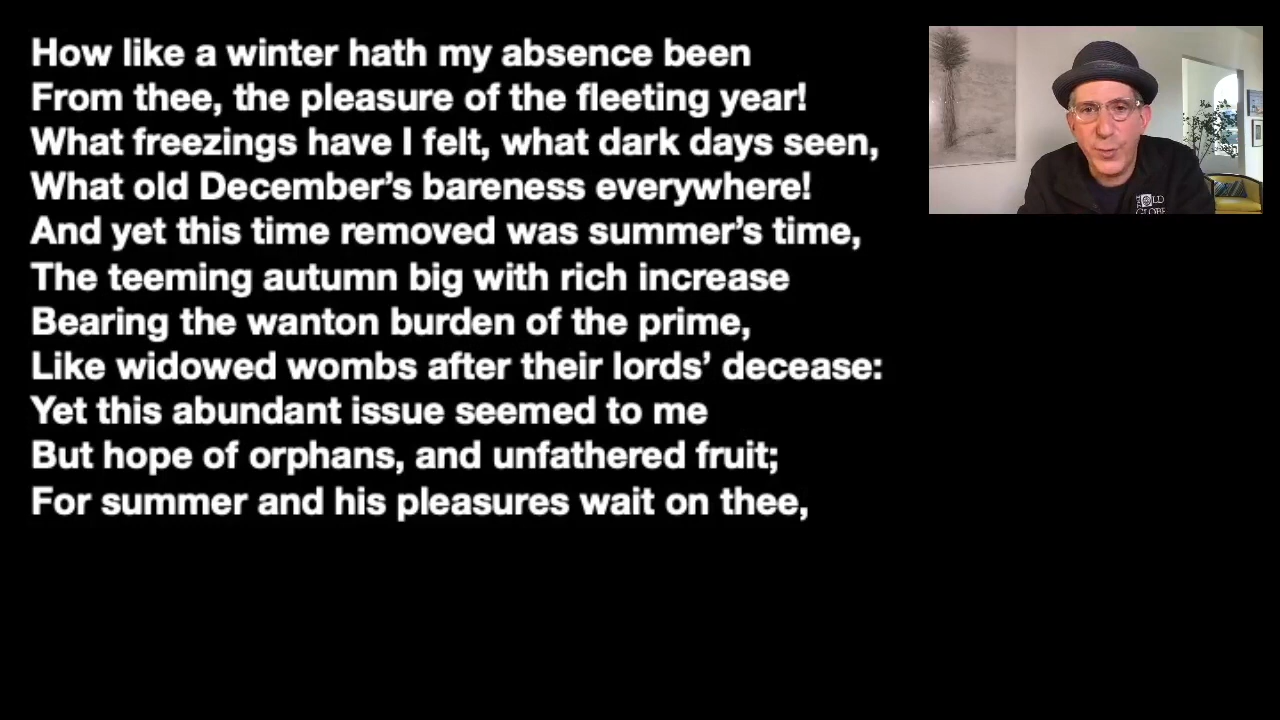 How like a winter hath my absence been
From thee, the pleasure of the fleeting year!
What freezings have I felt, what dark days seen,
What old December’s bareness everywhere!
And yet this time removed was summer’s time,
The teeming autumn big with rich increase
Bearing the wanton burden of the prime,
Like widowed wombs after their lords’ decease:
Yet this abundant issue seemed to me
But hope of orphans, and unfathered fruit;
For summer and his pleasures wait on thee,